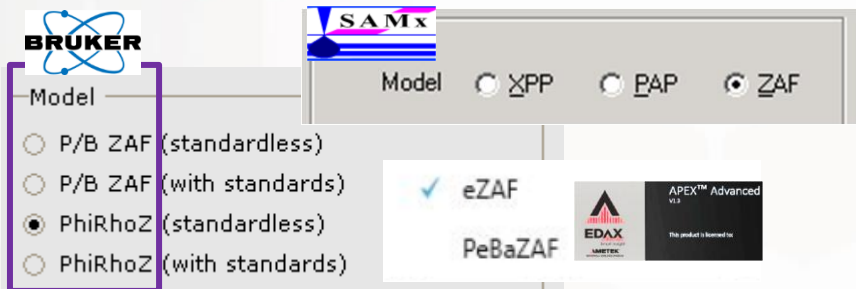 BRUKER
SAMx
Model XPP PAP ZAF
Model
P/B ZAF (standardless)
P/B ZAF (with standards)
PhiRhoZ (standardless)
PhiRhoZ (with standards)
eZAF
PeBaZAF
EDAX
AMETEK
APEX™ Advanced
V1.3
This product is licensed to: